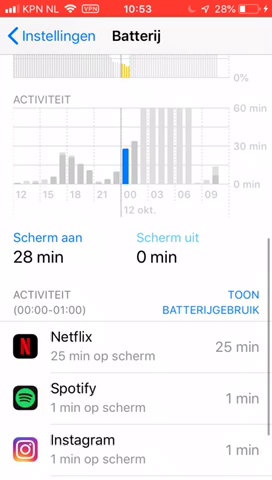 KPN NL VPN 10:53 28%
Instellingen Batterij
0%
ACTIVITEIT
60 min
30 min
0 min
12 15 18 21 00 03 06 09
12 okt.
Scherm aan Scherm uit
28 min 0 min
ACTIVITEIT TOON
(00:00-01:00) BATTERIJGEBRUIK
Netflix
25 min op scherm 25 min
Spotify
1 min op scherm 1 min
Instagram
1 min op scherm 1 min